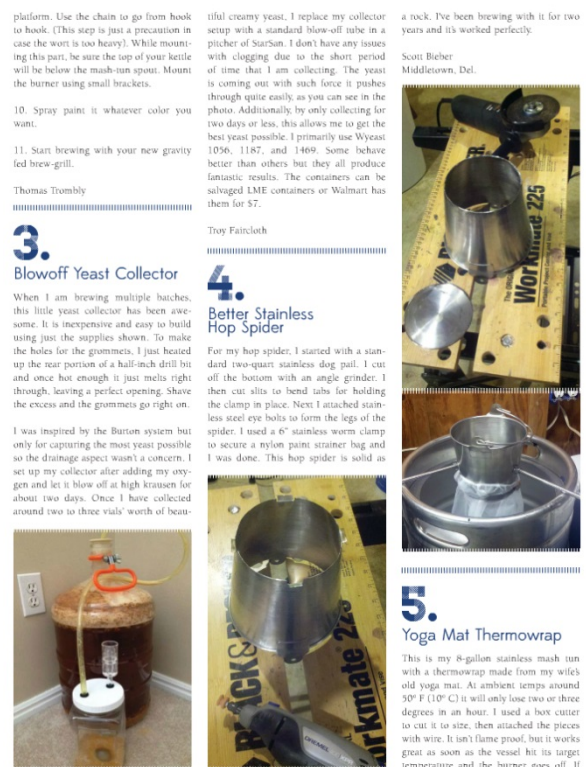 platform. Use the chain to go from hook
to hook. (This step is just a precaution in
case the wort is too heavy). While mount-
ing this part, be sure the top of your kettle
will be below the mash-tun spout. Mount
the burner using small brackets.
10. Spray paint it whatever color you
want.
11. Start brewing with your new gravity
fed brew-grill.
Thomas Trombly
3.
Blowoff Yeast Collector
When I am brewing multiple batches,
this little yeast collector has been awe-
some. It is inexpensive and easy to build
using just the supplies shown. To make
the holes for the grommets, I just heated
up the rear portion of a half-inch drill bit
and once hot enough it just melts right
through, leaving a perfect opening. Shave
the excess and the grommets go right on.
I was inspired by the Burton system but
only for capturing the most yeast possible
so the drainage aspect wasn't a concern. I
set up my collector after adding my oxy-
gen and let it blow off at high krausen for
about two days. Once I have collected
around two to three vials' worth of beau-
tiful creamy yeast, I replace my collector
setup with a standard blow-off tube in a
pitcher of StarSan. I don't have any issues
with clogging due to the short period
of time that I am collecting. The yeast
is coming out with such force it pushes
through quite easily, as you can see in the
photo. Additionally, by only collecting for
two days or less, this allows me to get the
best yeast possible. I primarily use Wyeast
1056, 1187, and 1469. Some behave
better than others but they all produce
fantastic results. The containers can be
salvaged LME containers or Walmart has
them for $7.
Troy Faircloth
4.
Better Stainless
Hop Spider
For my hop spider, I started with a stan-
dard two-quart stainless dog pail. I cut
off the bottom with an angle grinder. I
then cut slits to bend tabs for holding
the clamp in place. Next I attached stain-
less steel eye bolts to form the legs of the
spider. I used a 6" stainless worm clamp
to secure a nylon paint strainer bag and
I was done. This hop spider is solid as
BLACK&
Workmate 225
DREMEL
a rock. I've been brewing with it for two
years and it's worked perfectly.
Scott Bieber
Middletown, Del.
Workmate 225
5.
Yoga Mat Thermowrap
This is my 8-gallon stainless mash tun
with a thermowrap made from my wife's
old yoga mat. At ambient temps around
50° F (10° C) it will only lose two or three
degrees in an hour. I used a box cutter
to cut it to size, then attached the pieces
with wire. It isn't flame proof, but it works
great as soon as the vessel hit its target
temperature and the burner goes off. If